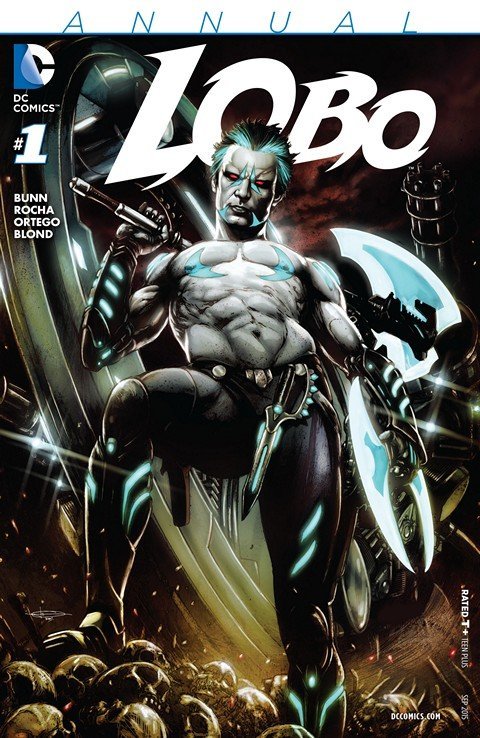 ANNUAL
DC COMICS™
LOBO
#1
BUNN
ROCHA
ORTEGO
BLOND
RATED T+ TEEN PLUS
SEP 2015
DCCOMICS.COM